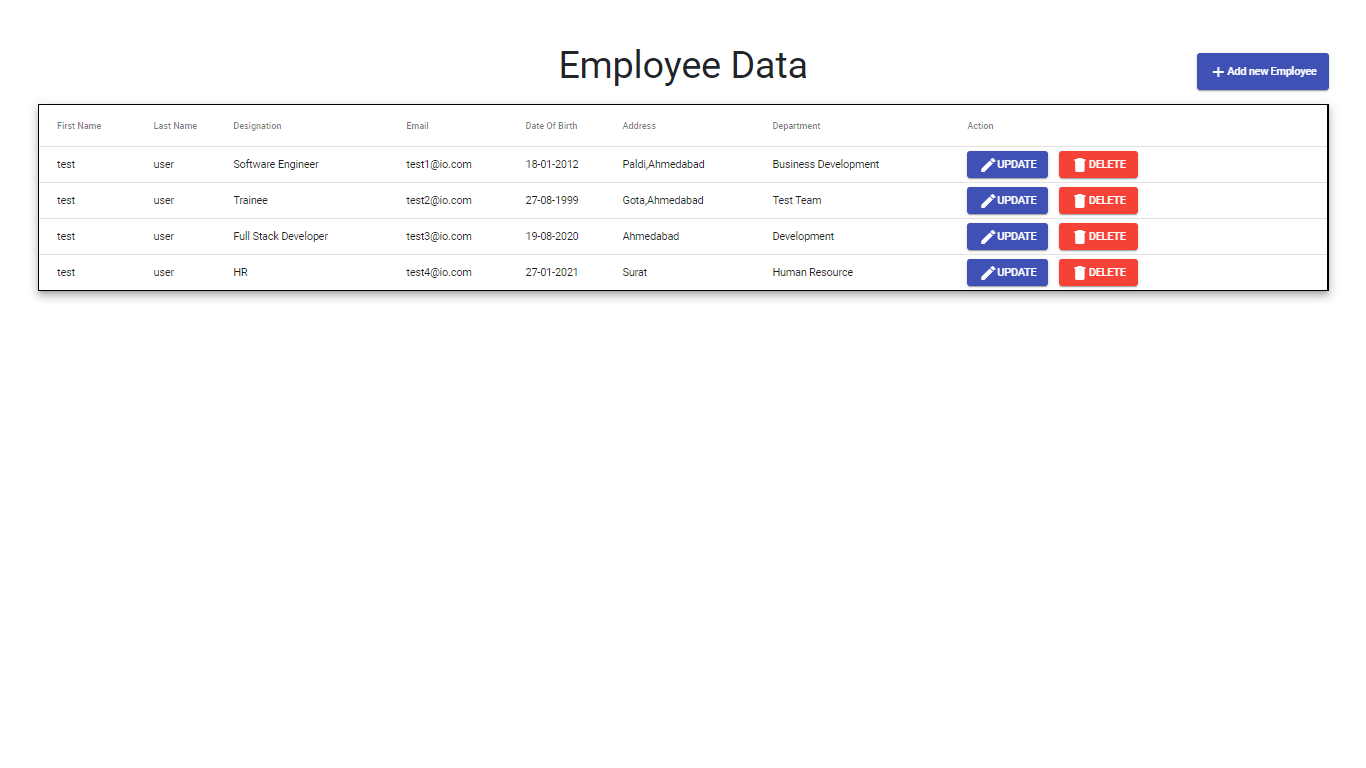 Employee Data
Add new Employee
First Name Last Name Designation Email Date Of Birth Address Department Action
test user Software Engineer test1@io.com 18-01-2012 Paldi,Ahmedabad Business Development UPDATE DELETE
test user Trainee test2@io.com 27-08-1999 Gota,Ahmedabad Test Team UPDATE DELETE
test user Full Stack Developer test3@io.com 19-08-2020 Ahmedabad Development UPDATE DELETE
test user HR test4@io.com 27-01-2021 Surat Human Resource UPDATE DELETE